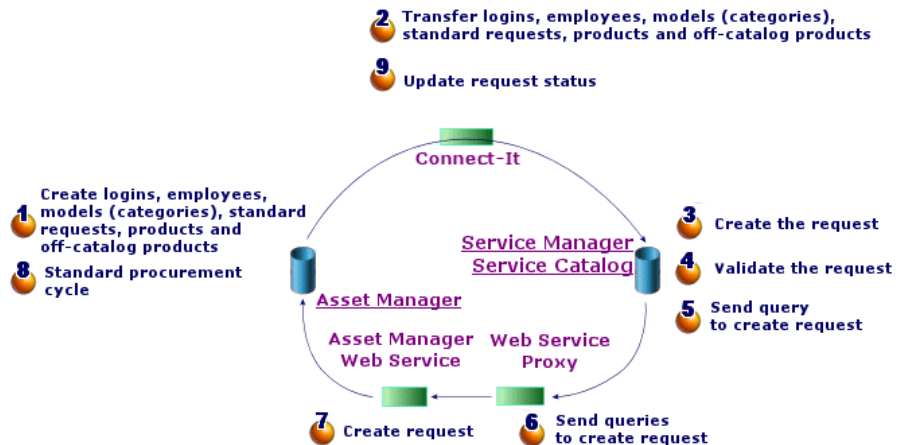 2 Transfer logins, employees, models (categories),
standard requests, products and off-catalog products
9 Update request status
Connect-It
1 Create logins, employees,
models (categories), standard
requests, products and
off-catalog products
8 Standard procurement
cycle
Asset Manager
Service Manager
Service Catalog
3 Create the request
4 Validate the request
5 Send query
to create request
Asset Manager
Web Service
Web Service
Proxy
7 Create request
6 Send queries
to create request